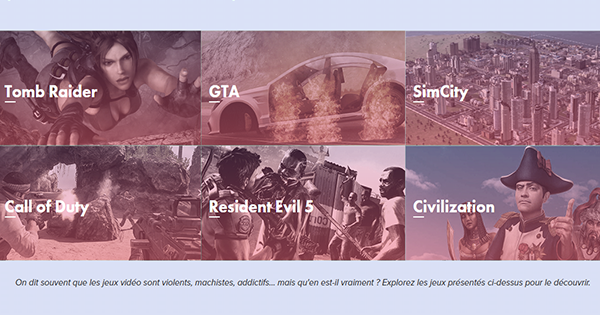 Tomb Raider
GTA
SimCity
Call of Duty
Resident Evil 5
Civilization
On dit souvent que les jeux vidéo sont violents, machistes, addictifs... mais qu'en est-il vraiment ? Explorez les jeux présentés ci-dessus pour le découvrir.